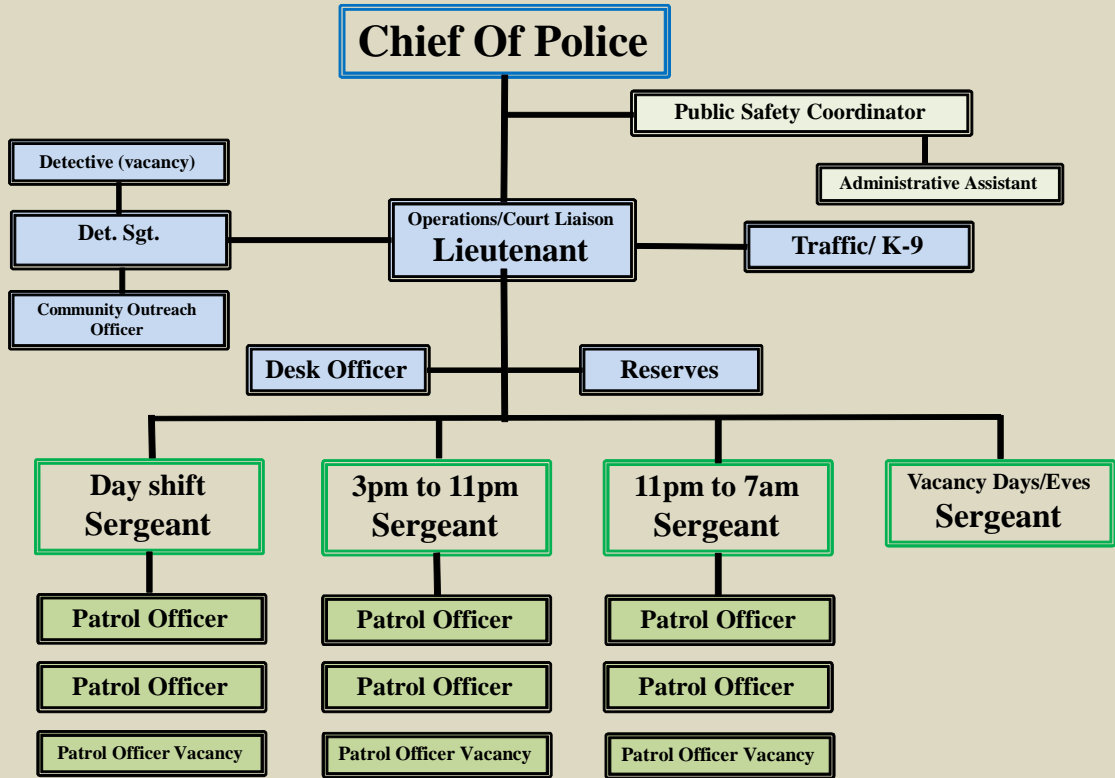 Chief Of Police
Public Safety Coordinator
Administrative Assistant
Detective (vacancy)
Det. Sgt.
Community Outreach
Officer
Operations/Court Liaison
Lieutenant
Traffic/ K-9
Desk Officer
Reserves
Day shift
Sergeant
3pm to 11pm
Sergeant
11pm to 7am
Sergeant
Vacancy Days/Eves
Sergeant
Patrol Officer
Patrol Officer
Patrol Officer
Patrol Officer
Patrol Officer
Patrol Officer
Patrol Officer Vacancy
Patrol Officer Vacancy
Patrol Officer Vacancy